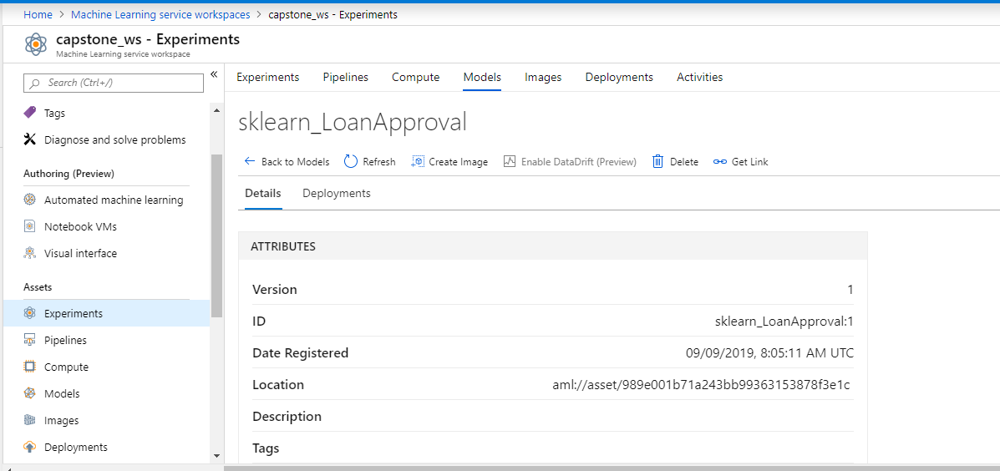 Home > Machine Learning service workspaces > capstone_ws - Experiments
capstone_ws - Experiments
Machine Learning service workspace
Search (Ctrl+/)
«
Tags
Diagnose and solve problems
Authoring (Preview)
Automated machine learning
Notebook VMs
Visual interface
Assets
Experiments
Pipelines
Compute
Models
Images
Deployments
Experiments Pipelines Compute Models Images Deployments Activities
sklearn_LoanApproval
Back to Models Refresh Create Image Enable DataDrift (Preview) Delete Get Link
Details Deployments
ATTRIBUTES
Version 1
ID sklearn_LoanApproval:1
Date Registered 09/09/2019, 8:05:11 AM UTC
Location aml://asset/989e001b71a243bb99363153878f3e1c
Description
Tags